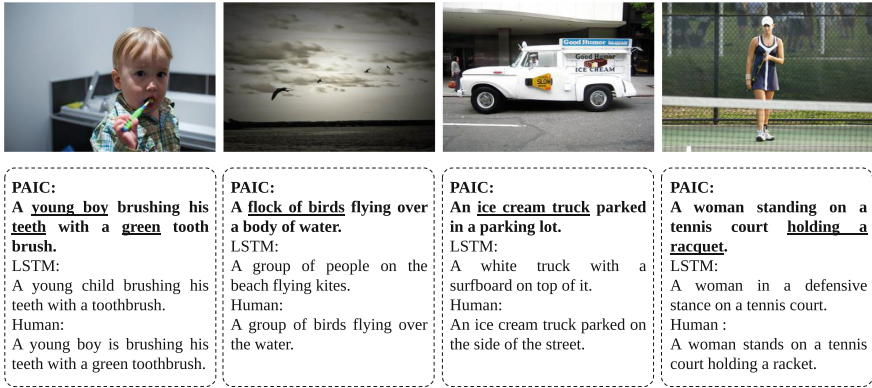 Good Humor
Good Humor
ICE CREAM
SLOW
PAIC:
A young boy brushing his
teeth with a green tooth
brush.
LSTM:
A young child brushing his
teeth with a toothbrush.
Human:
A young boy is brushing his
teeth with a green toothbrush.
PAIC:
A flock of birds flying over
a body of water.
LSTM:
A group of people on the
beach flying kites.
Human:
A group of birds flying over
the water.
PAIC:
An ice cream truck parked
in a parking lot.
LSTM:
A white truck with a
surfboard on top of it.
Human:
An ice cream truck parked on
the side of the street.
PAIC:
A woman standing on a
tennis court holding a
racquet.
LSTM:
A woman in a defensive
stance on a tennis court.
Human :
A woman stands on a tennis
court holding a racket.